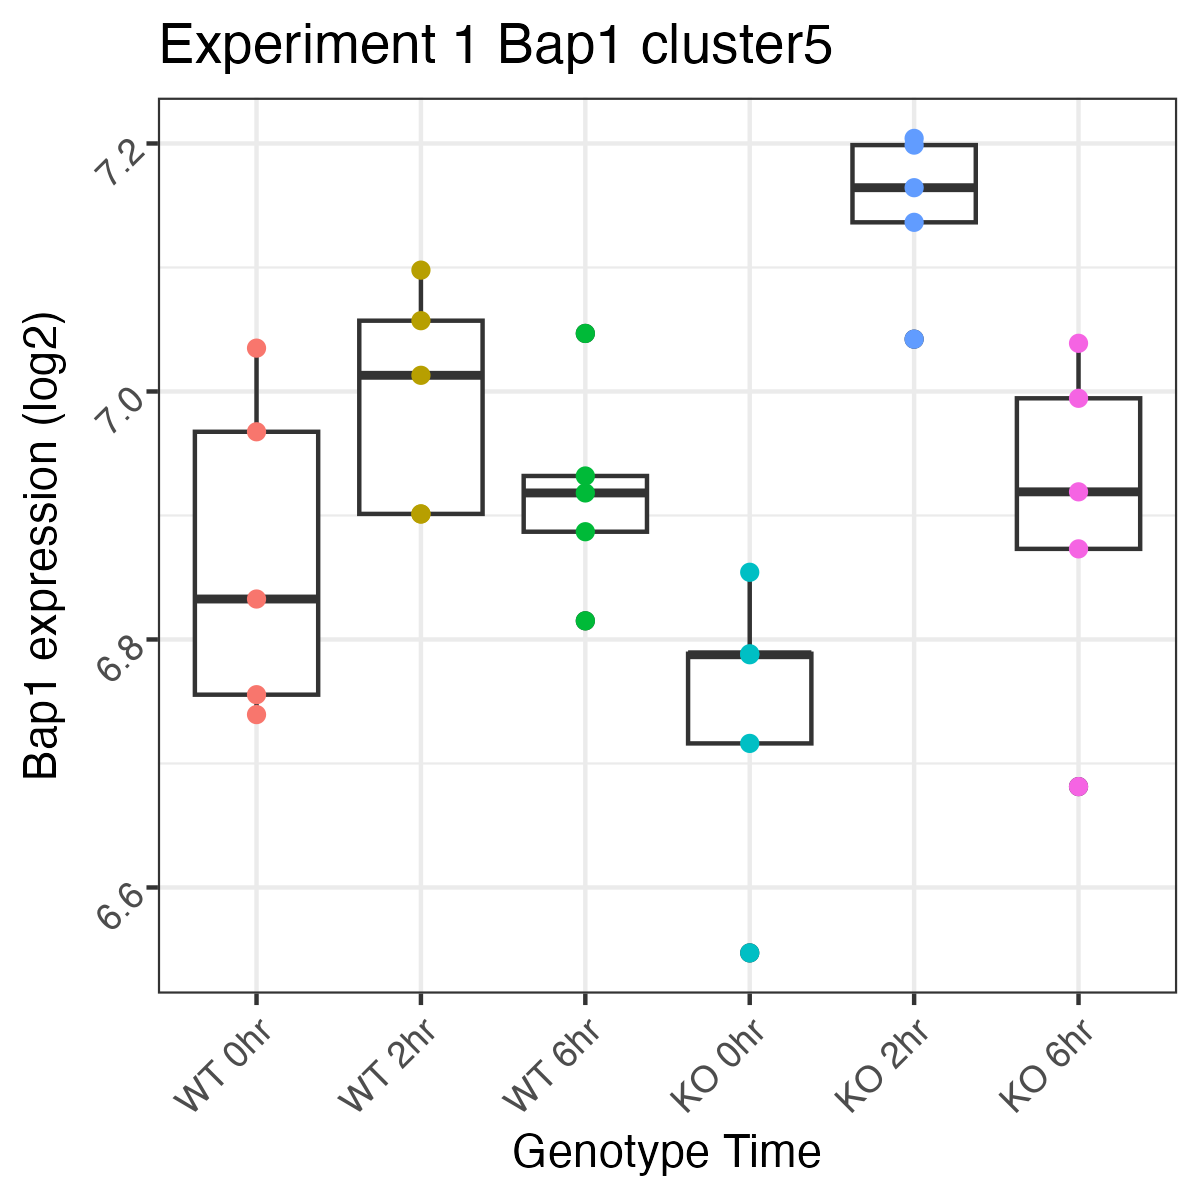 Experiment 1 Bap1 cluster5
Bap1 expression (log2)
7.2
7.0
6.8
6.6
WT 0hr
WT 2hr
WT 6hr
KO 0hr
KO 2hr
KO 6hr
Genotype Time